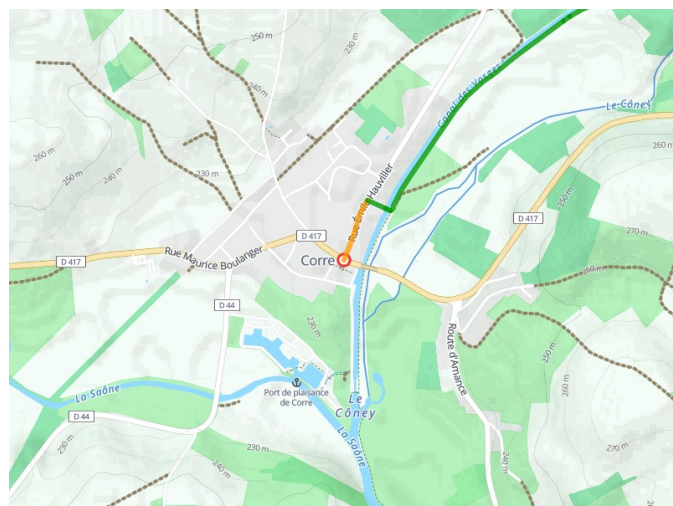 250 m
230 m
240 m
Canal des Vosges
Le Côney
260 m
260 m
250 m
240 m
230 m
Rue Émile Hauviller
250 m
D 417
270 m
D 417
Rue Maurice Boulanger
D 417
Corre
260 m
D 44
230 m
Route d'Amance
250 m
La Saône
Port de plaisance
de Corre
Le
Côney
260 m
D 44
La Saône
230 m
230 m
240 m
240 m
270 m